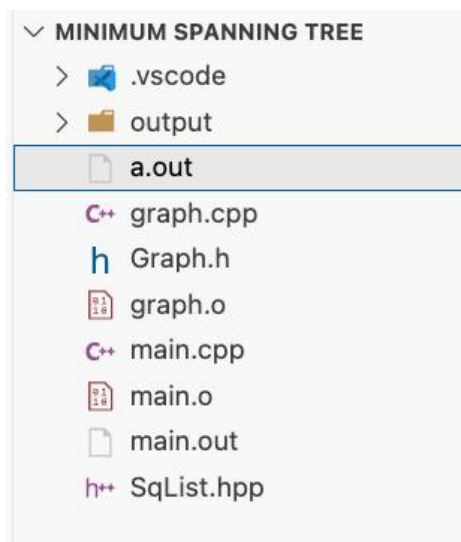 MINIMUM SPANNING TREE
.vscode
output
a.out
C++ graph.cpp
h Graph.h
graph.o
C++ main.cpp
main.o
main.out
h++ SqList.hpp